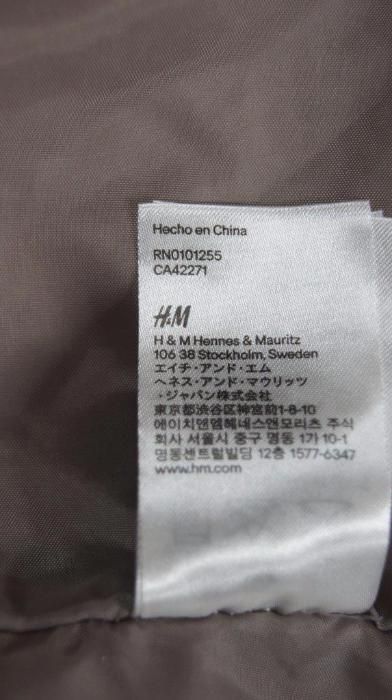 Hecho en China
RN0101255
CA42271
H&M
H & M Hennes & Mauritz
106 38 Stockholm, Sweden
エイチ・アンド・エム
ヘネス・アンド・マウリッツ
・ジャパン株式会社
東京都渋谷区神宮前1-8-10
에이치앤엠헤네스앤모리츠 주식
회사 서울시 중구 명동 1가 10-1
명동센트럴빌딩 12층 1577-6347
www.hm.com